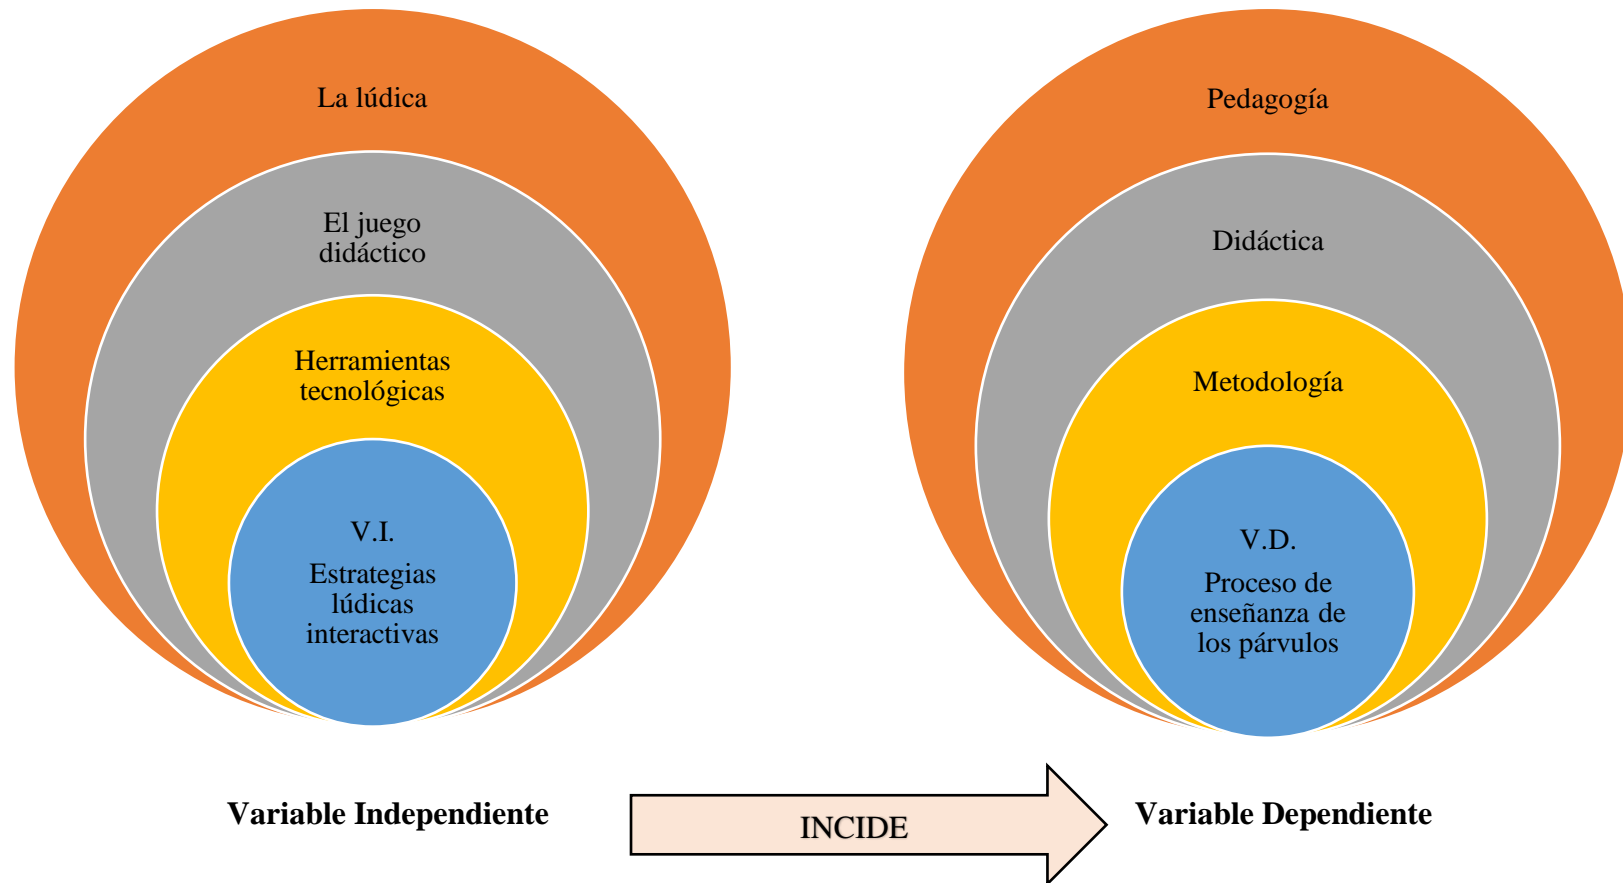 La lúdica
El juego
didáctico
Herramientas
tecnológicas
V.I.
Estrategias
lúdicas
interactivas
Pedagogía
Didáctica
Metodología
V.D.
Proceso de
enseñanza de
los párvulos
Variable Independiente
INCIDE
Variable Dependiente